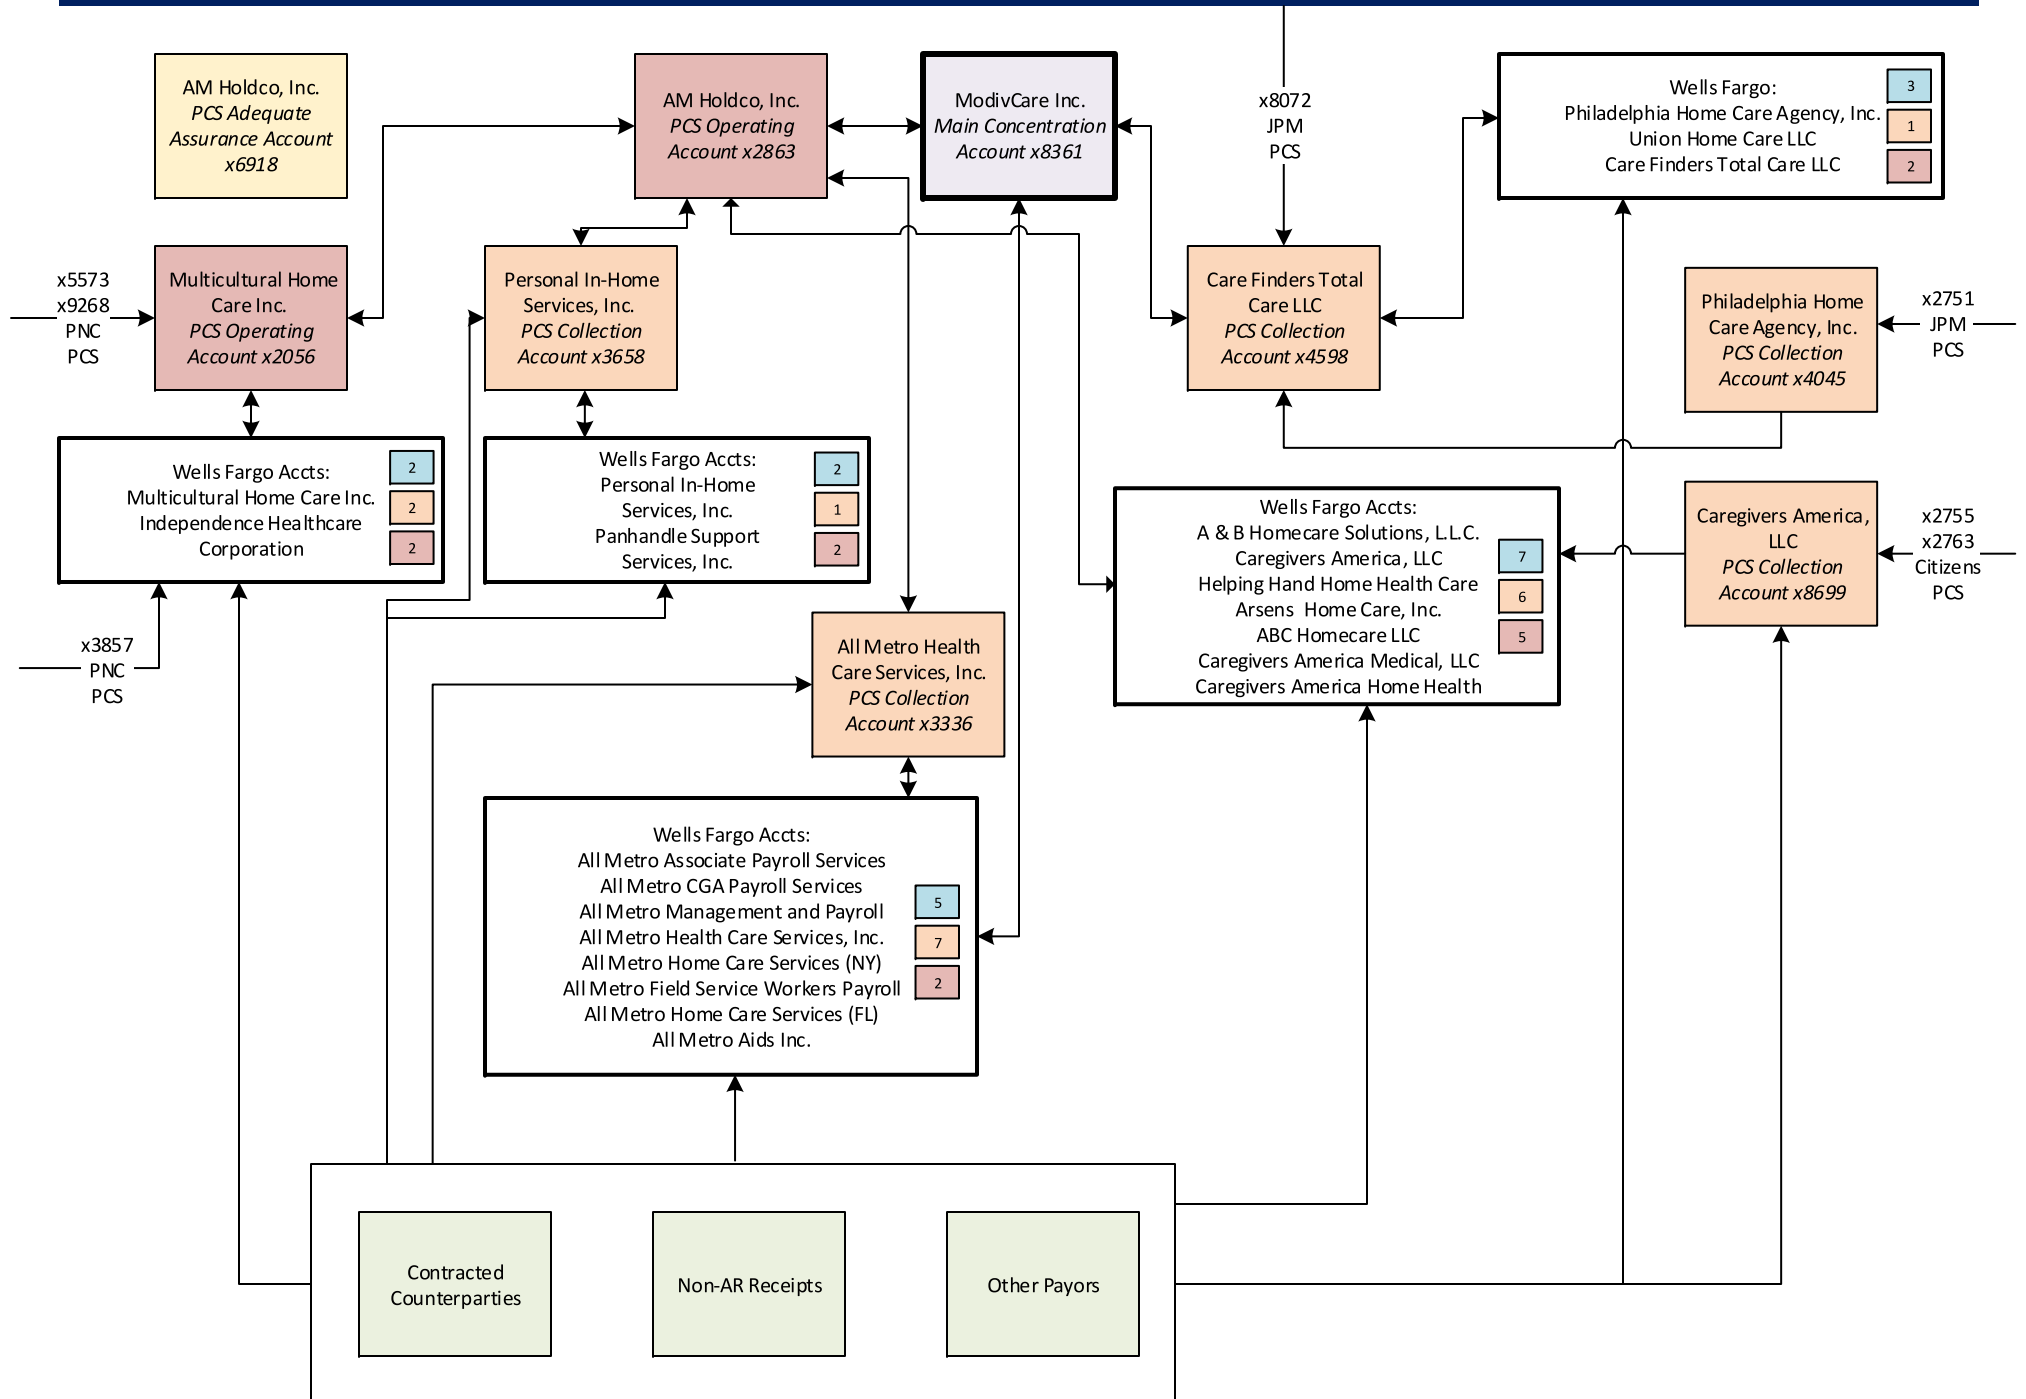 AM Holdco, Inc.
PCS Adequate
Assurance Account
x6918
AM Holdco, Inc.
PCS Operating
Account x2863
ModivCare Inc.
Main Concentration
Account x8361
x8072
JPM
PCS
Wells Fargo:
Philadelphia Home Care Agency, Inc.
Union Home Care LLC
Care Finders Total Care LLC
3
1
2
x5573
x9268
PNC
PCS
Multicultural Home
Care Inc.
PCS Operating
Account x2056
Personal In-Home
Services, Inc.
PCS Collection
Account x3658
Care Finders Total
Care LLC
PCS Collection
Account x4598
Philadelphia Home
Care Agency, Inc.
PCS Collection
Account x4045
x2751
JPM
PCS
Wells Fargo Accts:
Multicultural Home Care Inc.
Independence Healthcare
Corporation
2
2
2
Wells Fargo Accts:
Personal In-Home
Services, Inc.
Panhandle Support
Services, Inc.
2
1
2
Wells Fargo Accts:
A & B Homecare Solutions, L.L.C.
Caregivers America, LLC
Helping Hand Home Health Care
Arsens Home Care, Inc.
ABC Homecare LLC
Caregivers America Medical, LLC
Caregivers America Home Health
7
6
5
Caregivers America,
LLC
PCS Collection
Account x8699
x2755
x2763
Citizens
PCS
x3857
PNC
PCS
All Metro Health
Care Services, Inc.
PCS Collection
Account x3336
Wells Fargo Accts:
All Metro Associate Payroll Services
All Metro CGA Payroll Services
All Metro Management and Payroll
All Metro Health Care Services, Inc.
All Metro Home Care Services (NY)
All Metro Field Service Workers Payroll
All Metro Home Care Services (FL)
All Metro Aids Inc.
5
7
2
Contracted
Counterparties
Non-AR Receipts
Other Payors